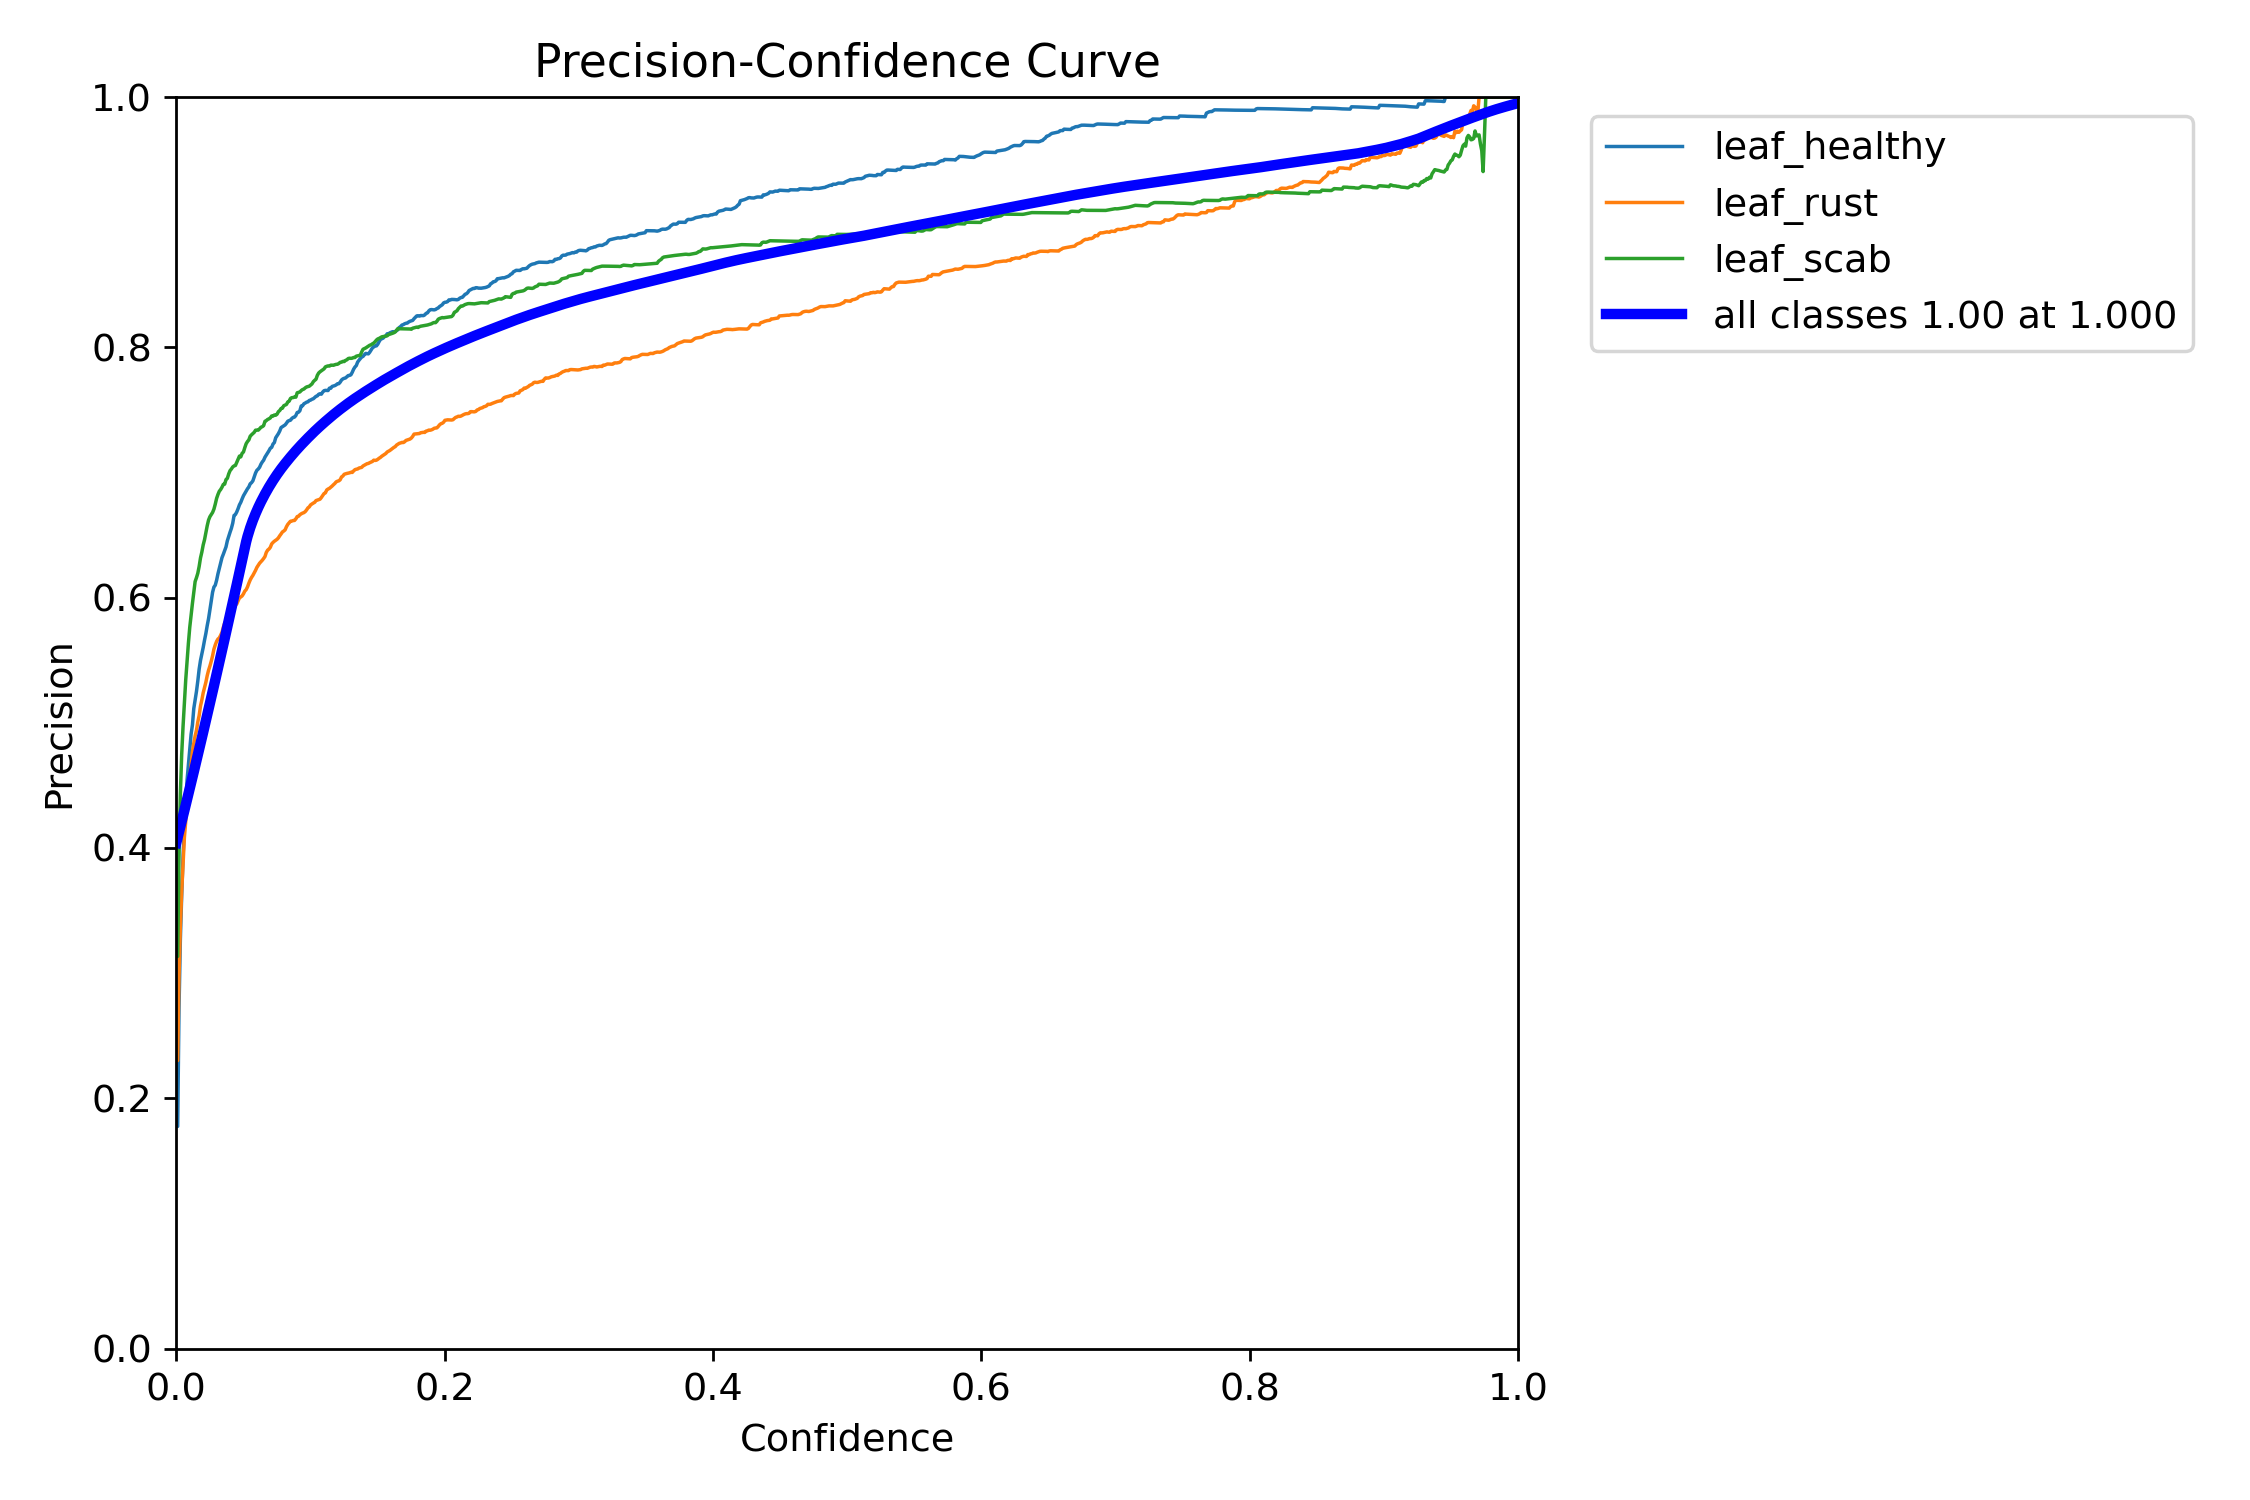 Precision-Confidence Curve
1.0
0.8
0.6
0.4
0.2
0.0
Precision
0.0 0.2 0.4 0.6 0.8 1.0
Confidence
leaf_healthy
leaf_rust
leaf_scab
all classes 1.00 at 1.000